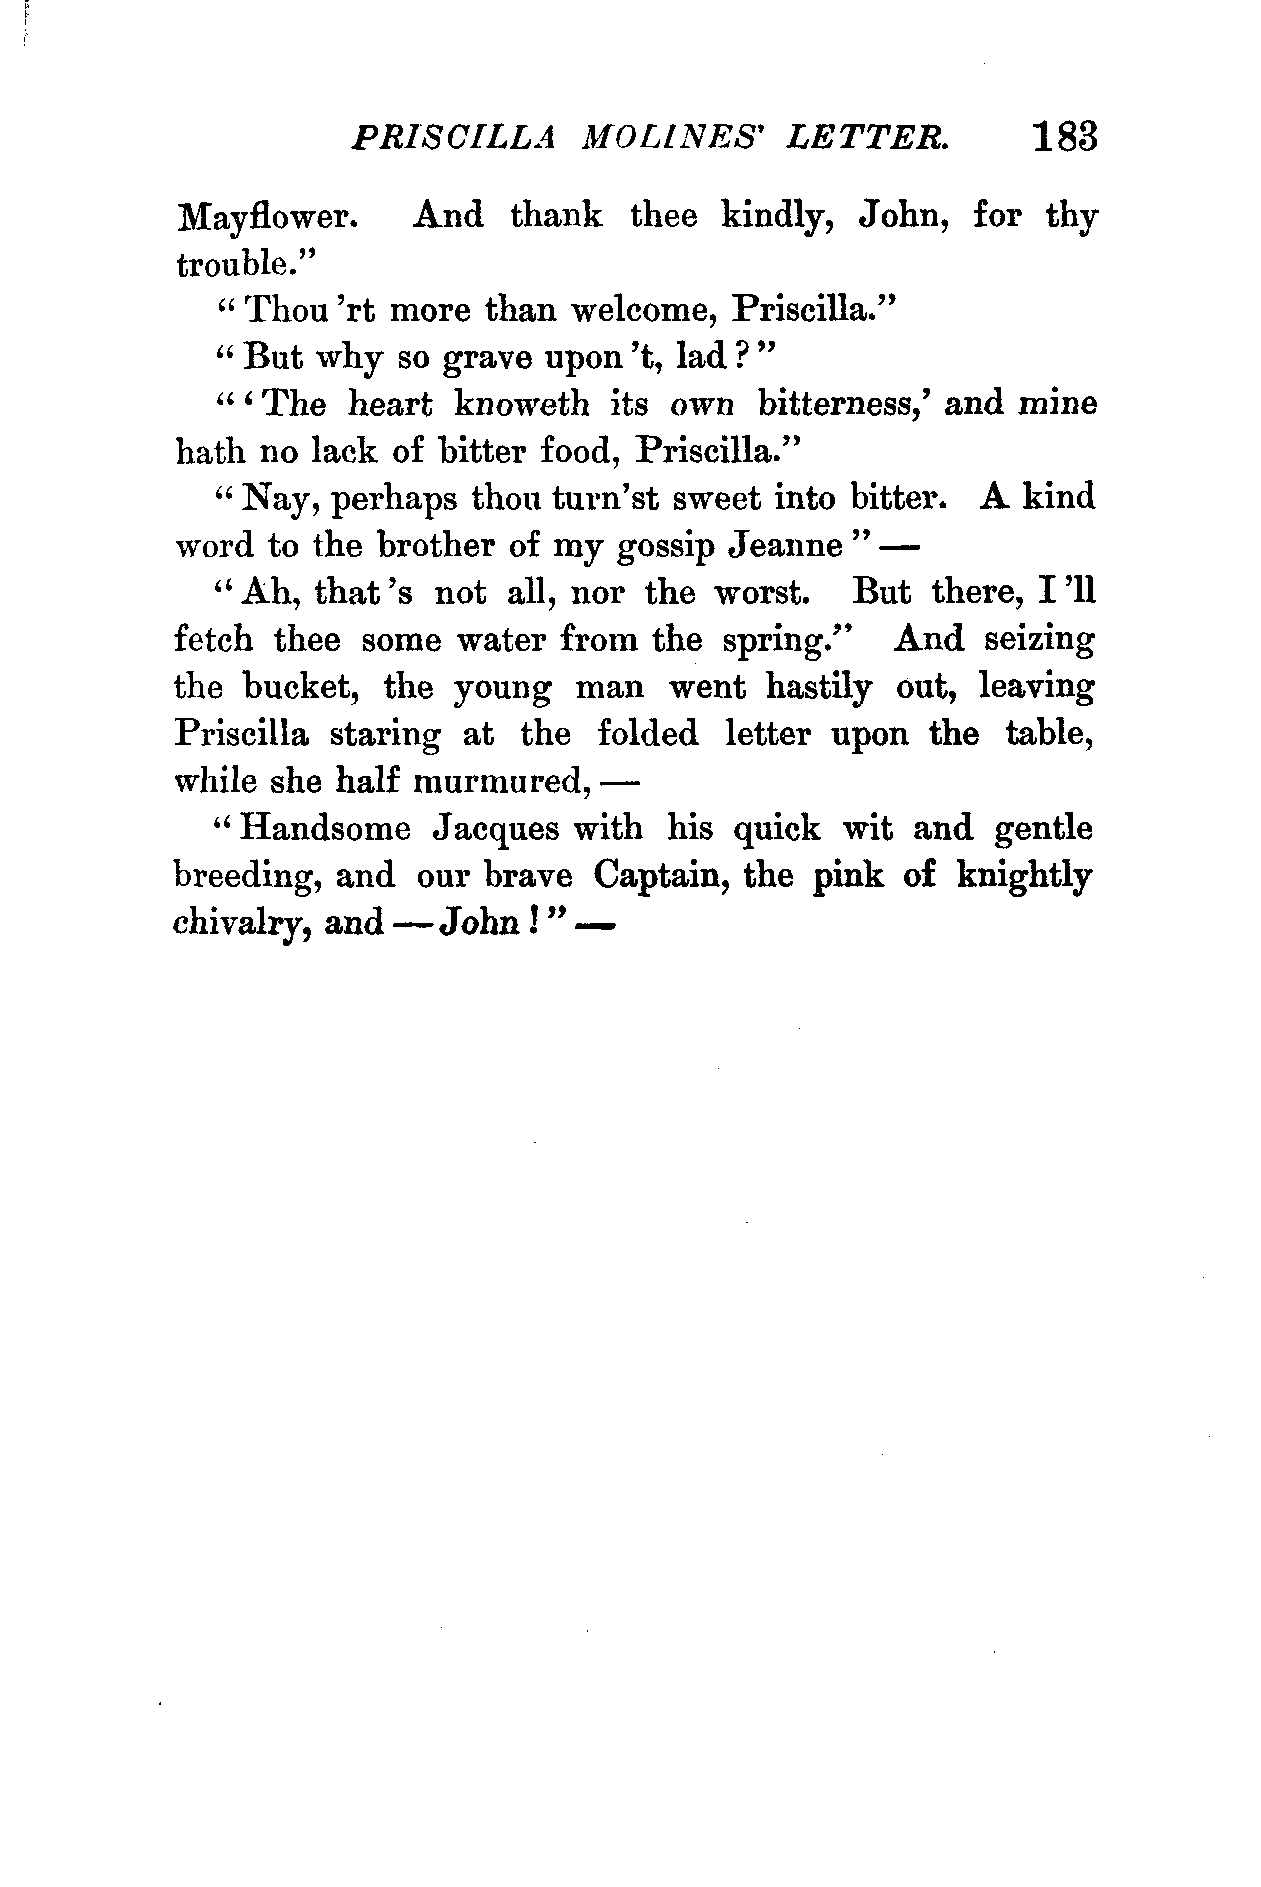 PRISCILLA MOLINES' LETTER. 183
Mayflower. And thank thee kindly, John, for thy
trouble."
"Thou 'rt more than welcome, Priscilla."
"But why so grave upon 't, lad?"
"'The heart knoweth its own bitterness,' and mine
hath no lack of bitter food, Priscilla."
"Nay, perhaps thou turn'st sweet into bitter. A kind
word to the brother of my gossip Jeanne" —
"Ah, that 's not all, nor the worst. But there, I 'll
fetch thee some water from the spring." And seizing
the bucket, the young man went hastily out, leaving
Priscilla staring at the folded letter upon the table,
while she half murmured, —
"Handsome Jacques with his quick wit and gentle
breeding, and our brave Captain, the pink of knightly
chivalry, and — John!" —